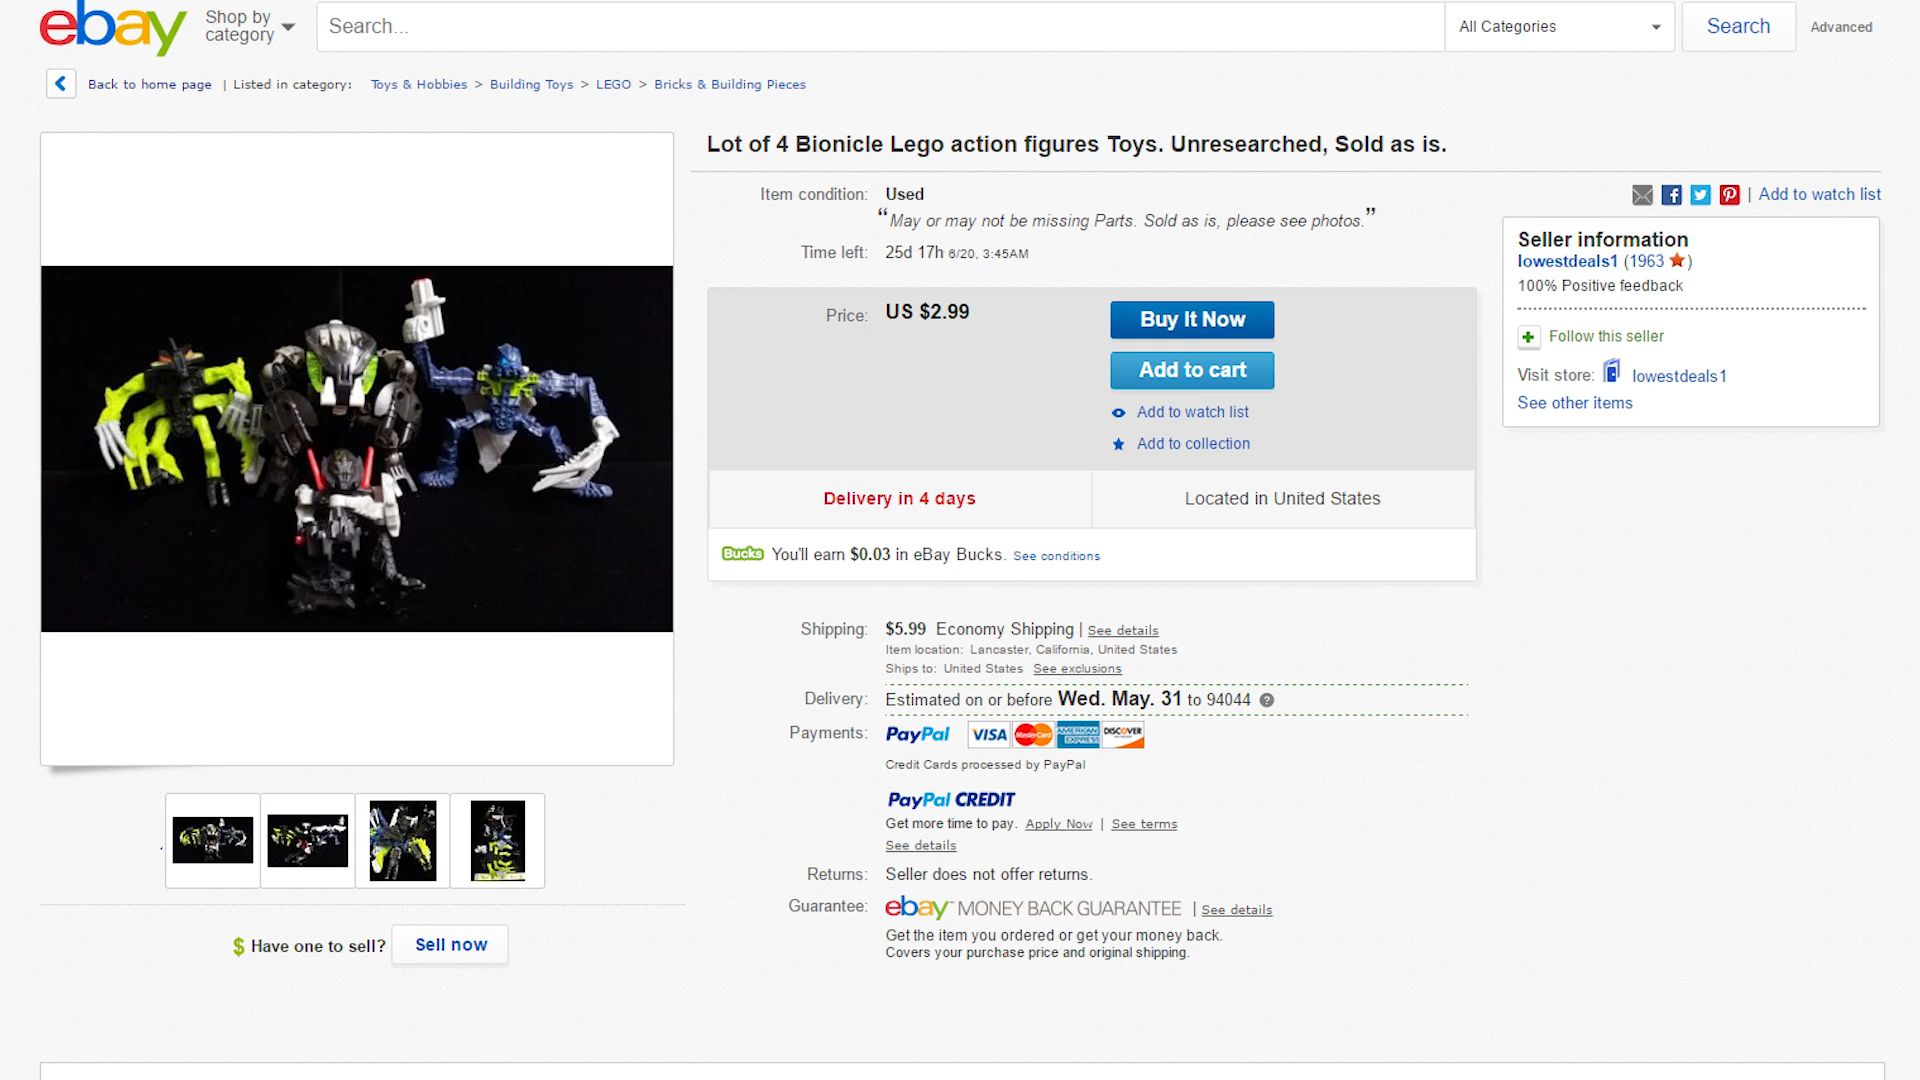 ebay
Shop by
category
Search...
All Categories
Search
Advanced
Back to home page | Listed in category: Toys & Hobbies > Building Toys > LEGO > Bricks & Building Pieces
Lot of 4 Bionicle Lego action figures Toys. Unresearched, Sold as is.
Item condition: Used
“May or may not be missing Parts. Sold as is, please see photos.”
Time left: 25d 17h 6/20, 3:45AM
| Add to watch list
Seller information
lowestdeals1 (1963 ★)
100% Positive feedback
Follow this seller
Visit store: lowestdeals1
See other items
Price: US $2.99
Buy It Now
Add to cart
Add to watch list
Add to collection
Delivery in 4 days
Located in United States
Bucks You'll earn $0.03 in eBay Bucks. See conditions
Shipping: $5.99 Economy Shipping | See details
Item location: Lancaster, California, United States
Ships to: United States See exclusions
Delivery: Estimated on or before Wed. May. 31 to 94044 ?
Payments: PayPal VISA MasterCard AMERICAN EXPRESS DISCOVER
Credit Cards processed by PayPal
PayPal CREDIT
Get more time to pay. Apply Now | See terms
See details
Returns: Seller does not offer returns.
Guarantee: ebay™ MONEY BACK GUARANTEE | See details
Get the item you ordered or get your money back.
Covers your purchase price and original shipping.
$ Have one to sell? Sell now